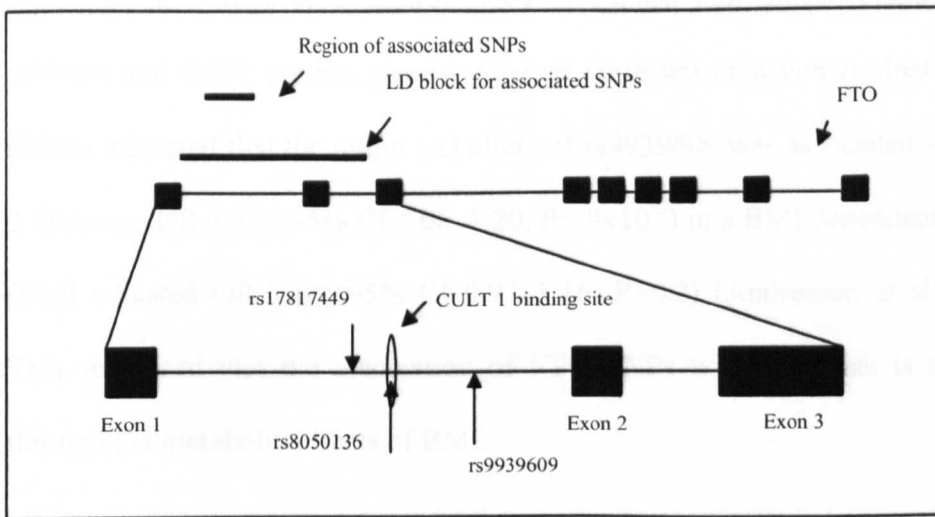 Region of associated SNPs
LD block for associated SNPs
FTO
rs17817449
CULT 1 binding site
Exon 1
Exon 2
Exon 3
rs8050136
rs9939609